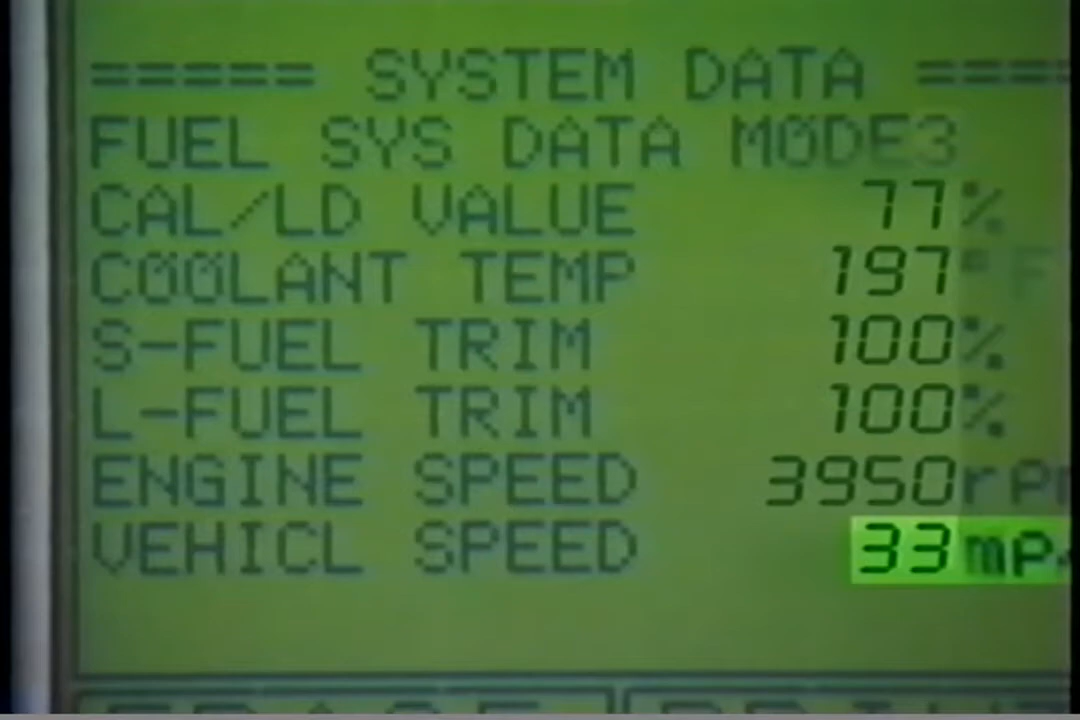 ===== SYSTEM DATA ====
FUEL SYS DATA MODE3
CAL/LD VALUE 77%
COOLANT TEMP 197°F
S-FUEL TRIM 100%
L-FUEL TRIM 100%
ENGINE SPEED 3950rpm
VEHICL SPEED 33mp